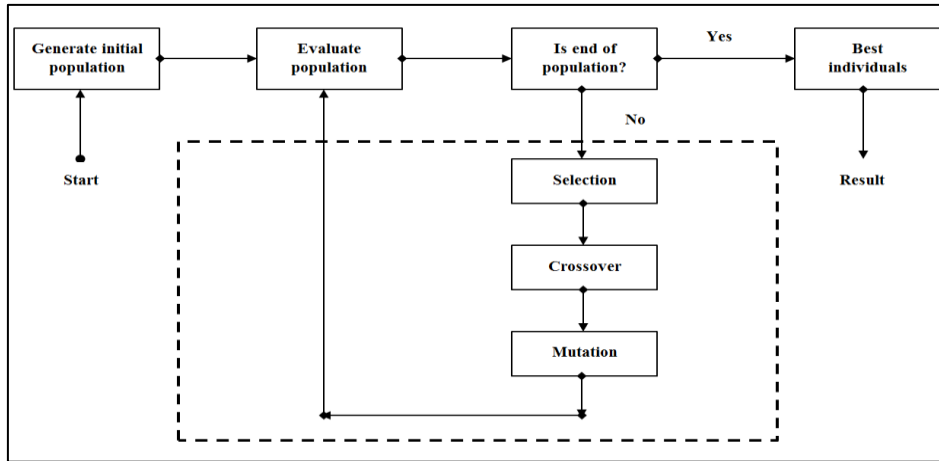 Generate initial
population
Evaluate
population
Is end of
population?
Yes
Best
individuals
No
Start
Selection
Result
Crossover
Mutation